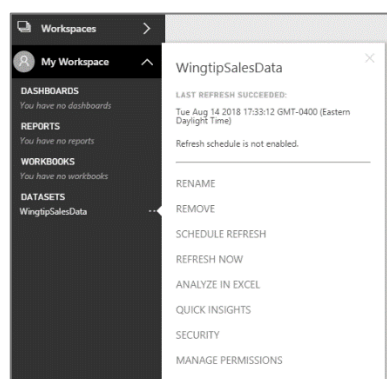 Workspaces
My Workspace
DASHBOARDS
You have no dashboards
REPORTS
You have no reports
WORKBOOKS
You have no workbooks
DATASETS
WingtipSalesData
WingtipSalesData
LAST REFRESH SUCCEEDED:
Tue Aug 14 2018 17:33:12 GMT-0400 (Eastern
Daylight Time)
Refresh schedule is not enabled.
RENAME
REMOVE
SCHEDULE REFRESH
REFRESH NOW
ANALYZE IN EXCEL
QUICK INSIGHTS
SECURITY
MANAGE PERMISSIONS